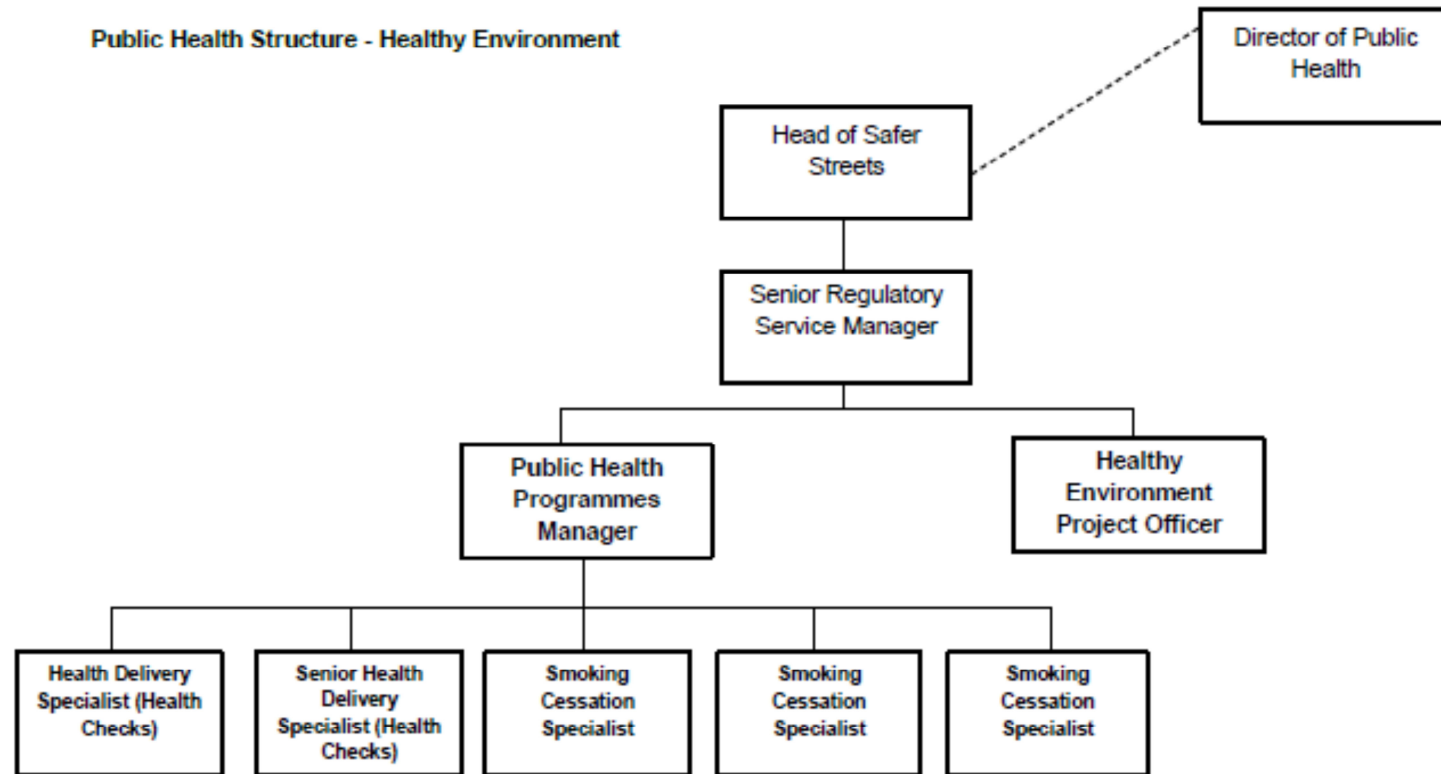 Public Health Structure - Healthy Environment
Director of Public
Health
Head of Safer
Streets
Senior Regulatory
Service Manager
Public Health
Programmes
Manager
Healthy
Environment
Project Officer
Health Delivery
Specialist (Health
Checks)
Senior Health
Delivery
Specialist (Health
Checks)
Smoking
Cessation
Specialist
Smoking
Cessation
Specialist
Smoking
Cessation
Specialist